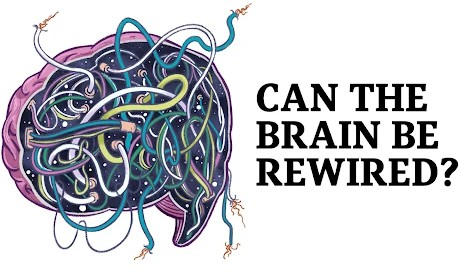 CAN THE
BRAIN BE
REWIRED?